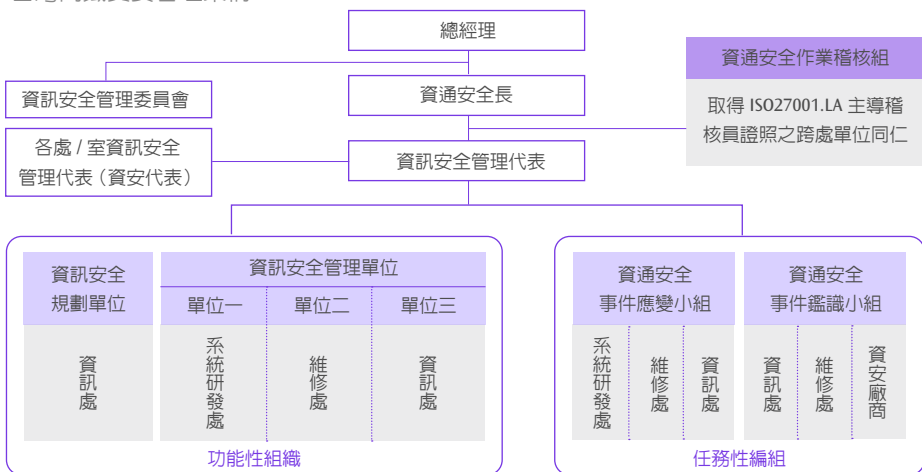 總經理
資訊安全管理委員會
資通安全長
資通安全作業稽核組
取得 ISO27001.LA 主導稽
核員證照之跨處單位同仁
各處 / 室資訊安全
管理代表（資安代表）
資訊安全管理代表
資訊安全
規劃單位
資訊處
資訊安全管理單位
單位一
單位二
單位三
系統研發處
維修處
資訊處
功能性組織
資通安全
事件應變小組
系統研發處
維修處
資訊處
資通安全
事件鑑識小組
資訊處
維修處
資安廠商
任務性編組